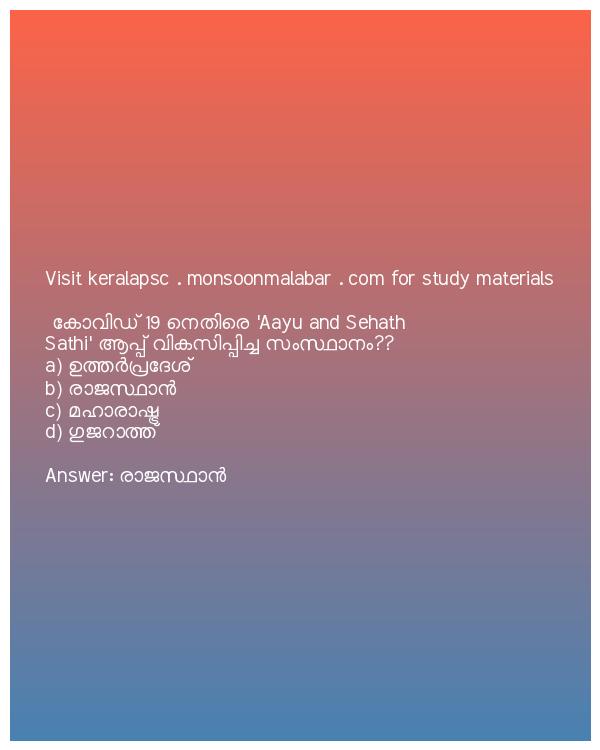 Visit keralapsc . monsoonmalabar . com for study materials
കോവിഡ് 19 നെതിരെ 'Aayu and Sehath
Sathi' ആപ്പ് വികസിപ്പിച്ച സംസ്ഥാനം??
a) ഉത്തർപ്രദേശ്
b) രാജസ്ഥാൻ
c) മഹാരാഷ്ട്ര
d) ഗുജറാത്ത്
Answer: രാജസ്ഥാൻ